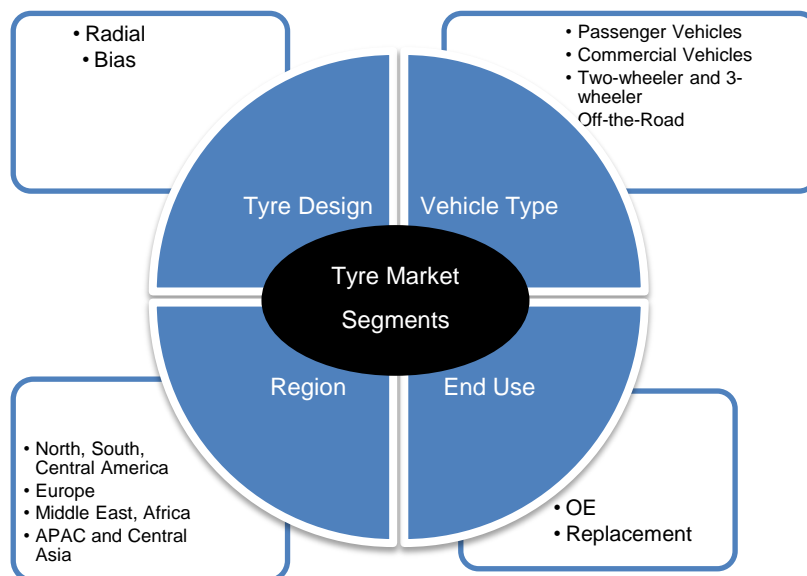 • Radial
• Bias
• Passenger Vehicles
• Commercial Vehicles
• Two-wheeler and 3-
wheeler
• Off-the-Road
Tyre Design
Vehicle Type
Tyre Market
Segments
Region
End Use
• North, South,
Central America
• Europe
• Middle East, Africa
• APAC and Central
Asia
• OE
• Replacement